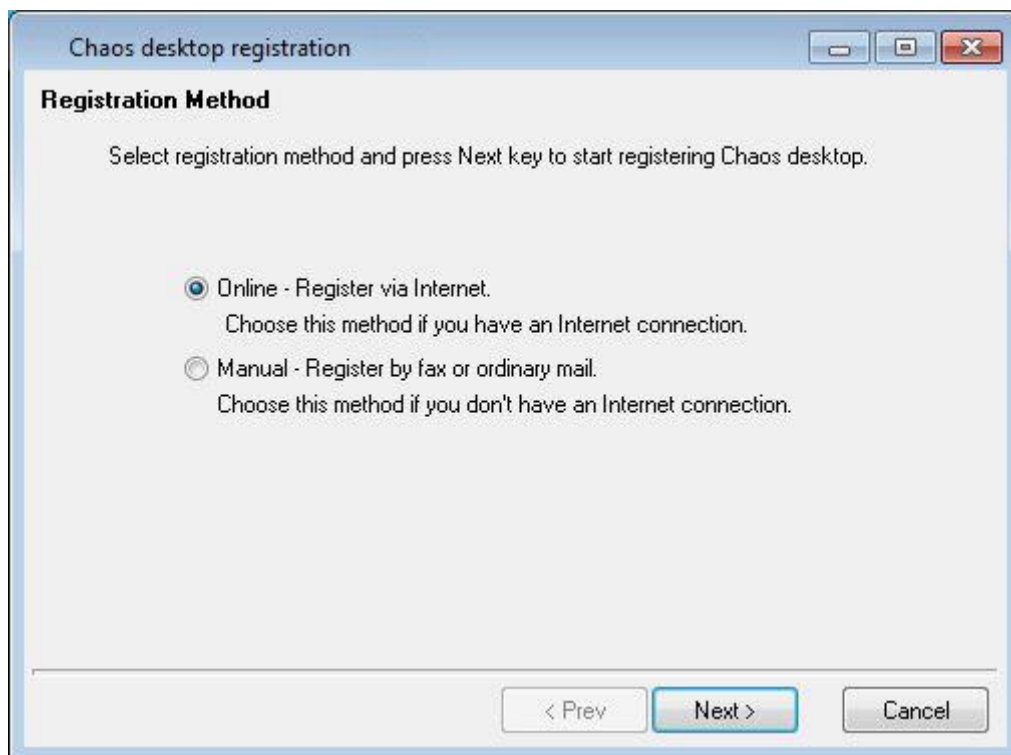 Chaos desktop registration
Registration Method
Select registration method and press Next key to start registering Chaos desktop.
Online - Register via Internet.
Choose this method if you have an Internet connection.
Manual - Register by fax or ordinary mail.
Choose this method if you don't have an Internet connection.
< Prev Next > Cancel